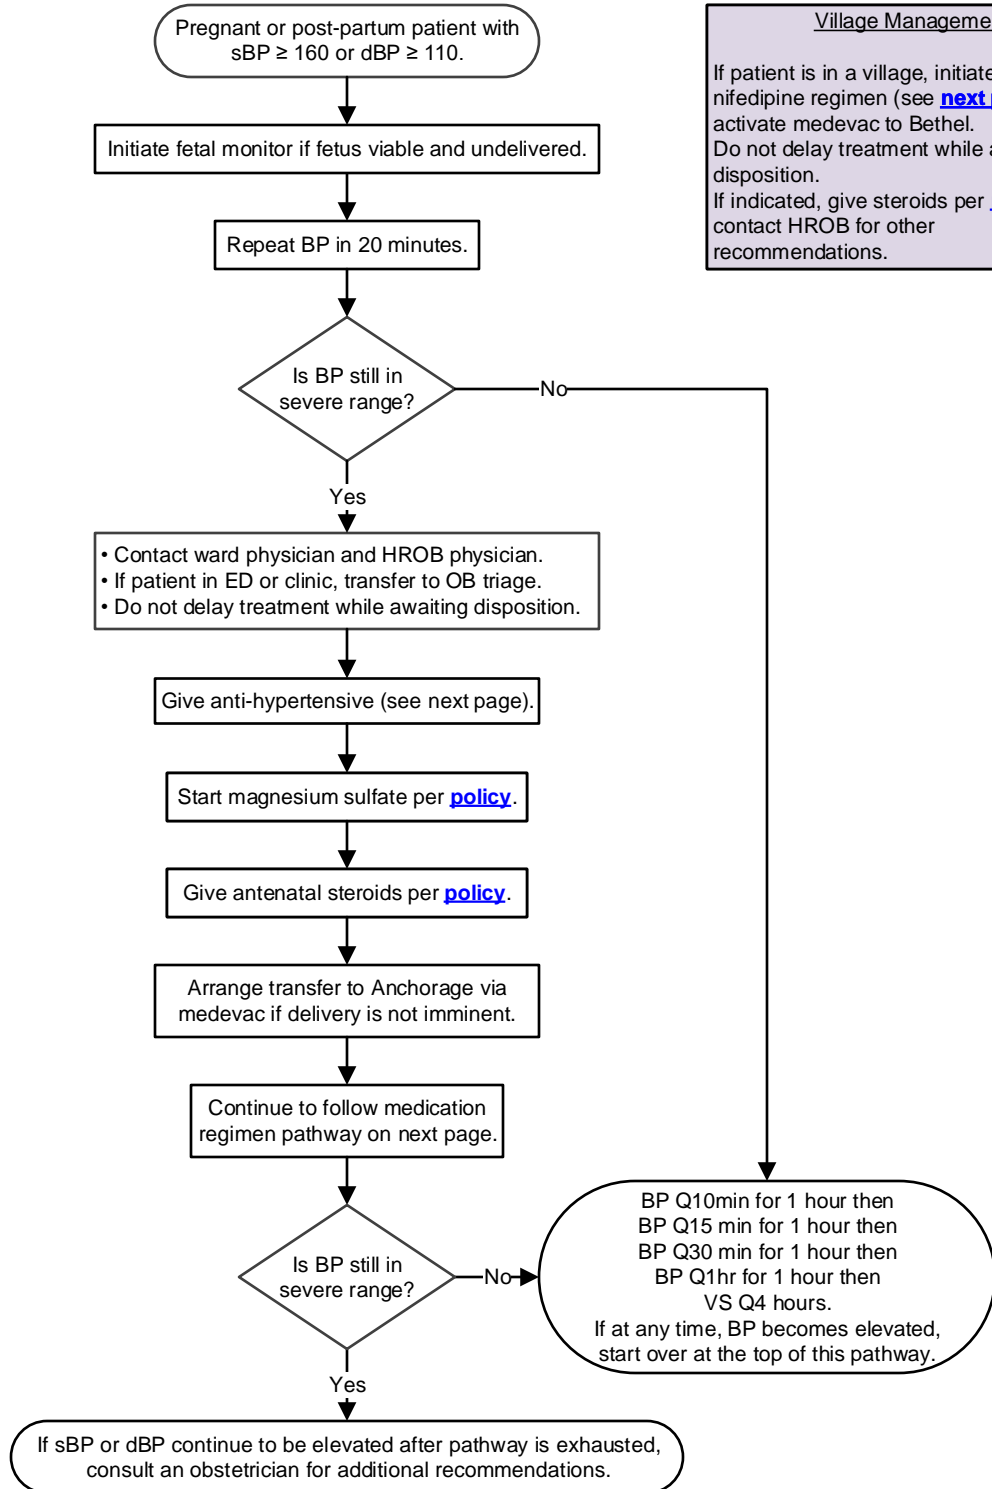 Pregnant or post-partum patient with
sBP ≥ 160 or dBP ≥ 110.
Initiate fetal monitor if fetus viable and undelivered.
Repeat BP in 20 minutes.
Is BP still in
severe range?
No
Yes
• Contact ward physician and HROB physician.
• If patient in ED or clinic, transfer to OB triage.
• Do not delay treatment while awaiting disposition.
Give anti-hypertensive (see next page).
Start magnesium sulfate per policy.
Give antenatal steroids per policy.
Arrange transfer to Anchorage via
medevac if delivery is not imminent.
Continue to follow medication
regimen pathway on next page.
Is BP still in
severe range?
No
Yes
If sBP or dBP continue to be elevated after pathway is exhausted,
consult an obstetrician for additional recommendations.
BP Q10min for 1 hour then
BP Q15 min for 1 hour then
BP Q30 min for 1 hour then
BP Q1hr for 1 hour then
VS Q4 hours.
If at any time, BP becomes elevated,
start over at the top of this pathway.
Village
If patient is in a village, initiate
nifedipine regimen (see next
activate medevac to Bethel.
Do not delay treatment while
disposition.
If indicated, give steroids per
contact HROB for other
recommendations.